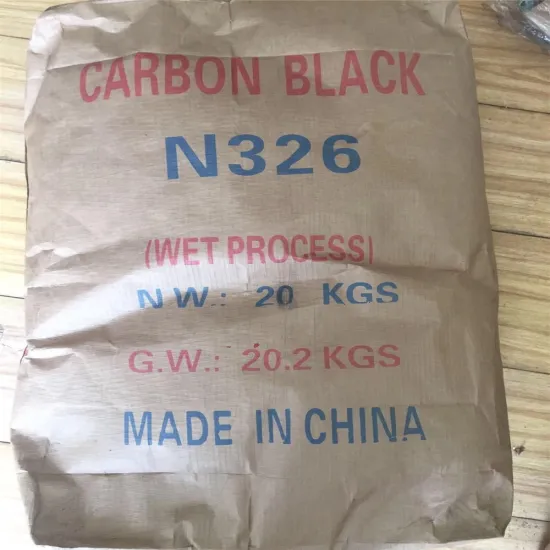 CARBON BLACK
N326
(WET PROCESS)
N W.: 20 KGS
G.W.: 20.2 KGS
MADE IN CHINA